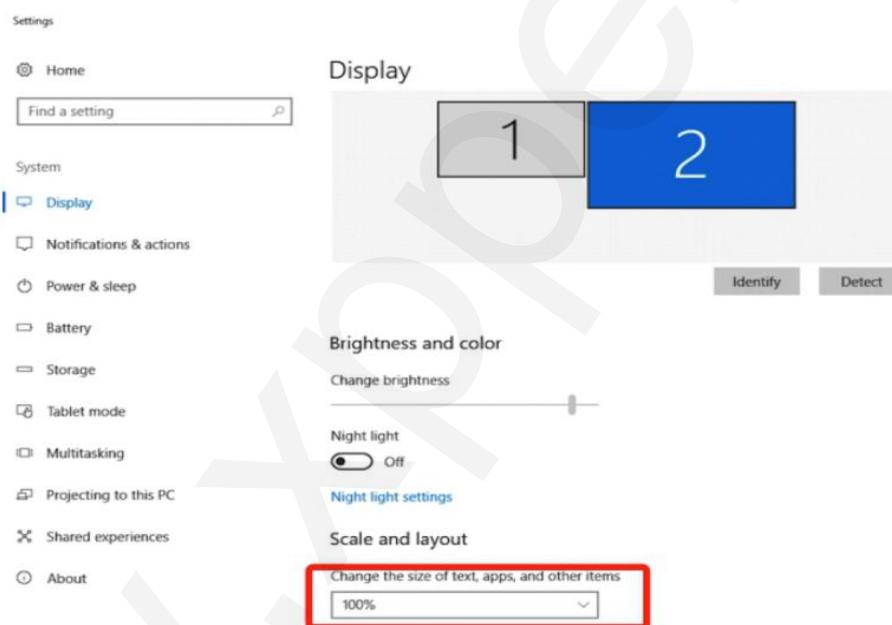 Settings
Home
Find a setting
System
Display
Notifications & actions
Power & sleep
Battery
Storage
Tablet mode
Multitasking
Projecting to this PC
Shared experiences
About
Display
1
2
Identify
Detect
Brightness and color
Change brightness
Night light
Off
Night light settings
Scale and layout
Change the size of text, apps, and other items
100%